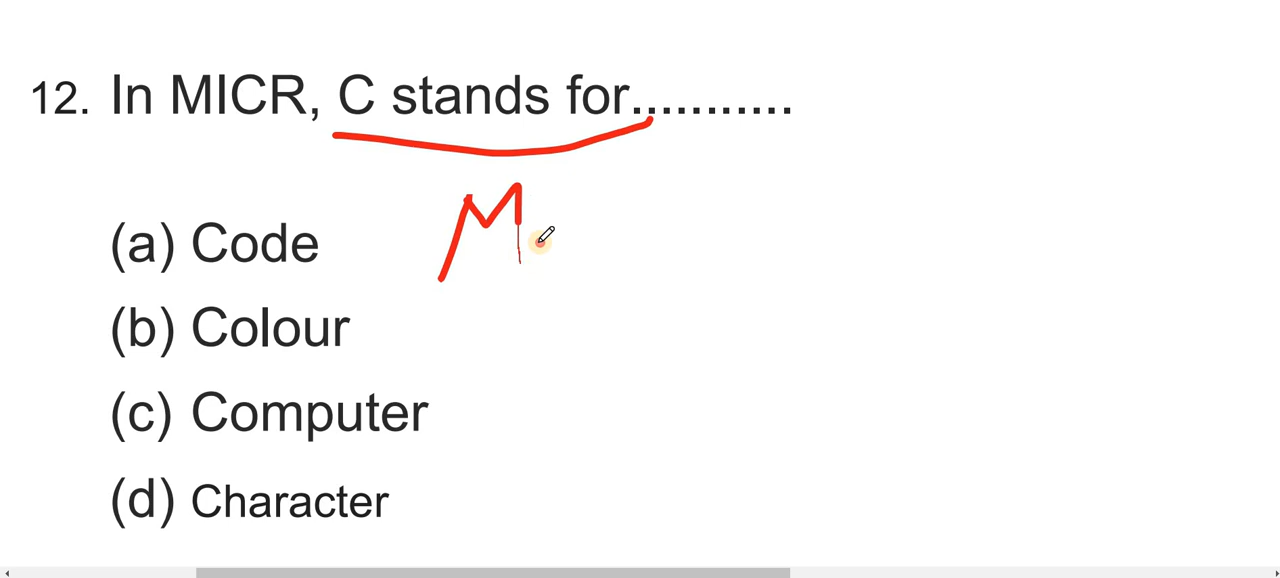 12. In MICR, C stands for...........
M
(a) Code
(b) Colour
(c) Computer
(d) Character